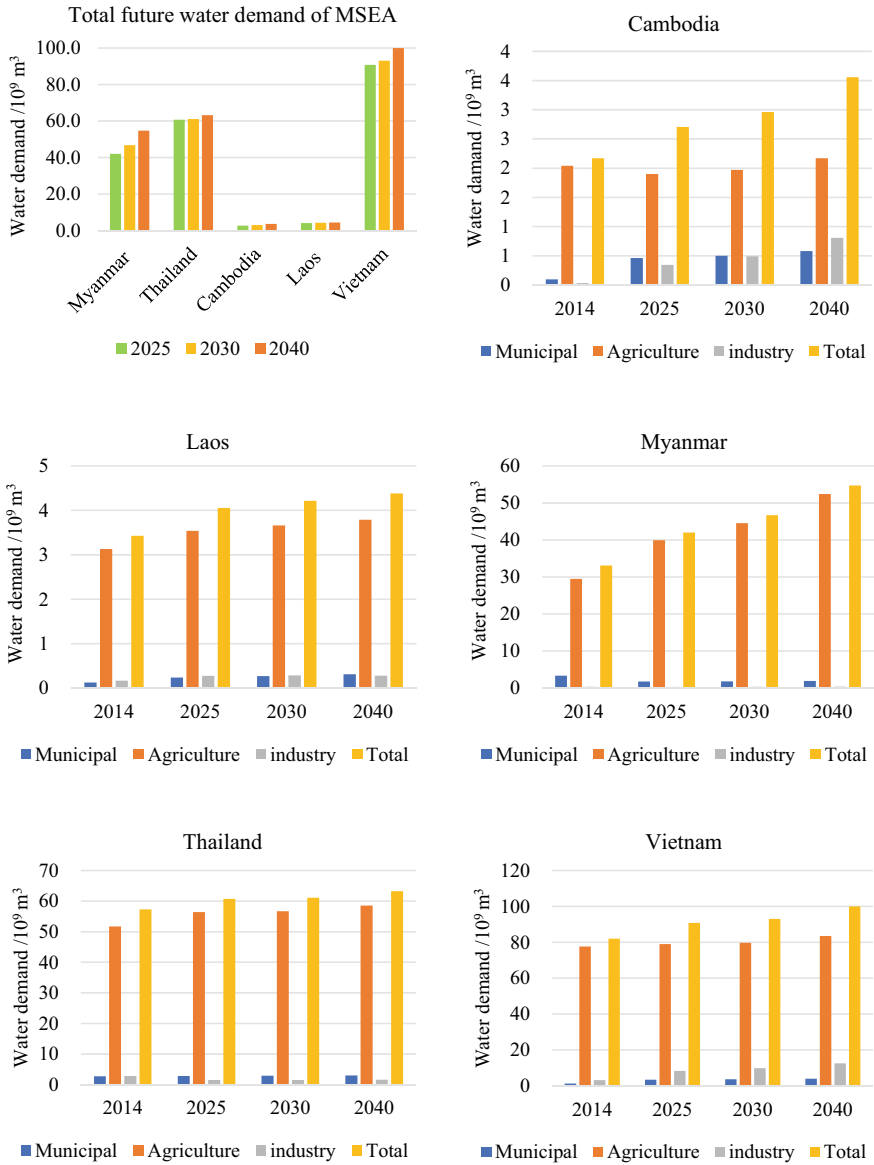 Total future water demand of MSEA
Water demand /10⁹ m³
100.0
80.0
60.0
40.0
20.0
0.0
Myanmar
Thailand
Cambodia
Laos
Vietnam
2025 2030 2040
Cambodia
Water damand /10⁹ m³
4
4
3
3
2
2
1
1
0
2014 2025 2030 2040
Municipal Agriculture industry Total
Laos
Water demand /10⁹ m³
5
4
3
2
1
0
2014 2025 2030 2040
Municipal Agriculture industry Total
Myanmar
Water demand /10⁹ m³
60
50
40
30
20
10
0
2014 2025 2030 2040
Municipal Agriculture industry Total
Thailand
Water demand /10⁹ m³
70
60
50
40
30
20
10
0
2014 2025 2030 2040
Municipal Agriculture industry Total
Vietnam
Water demand /10⁹ m³
120
100
80
60
40
20
0
2014 2025 2030 2040
Municipal Agriculture industry Total